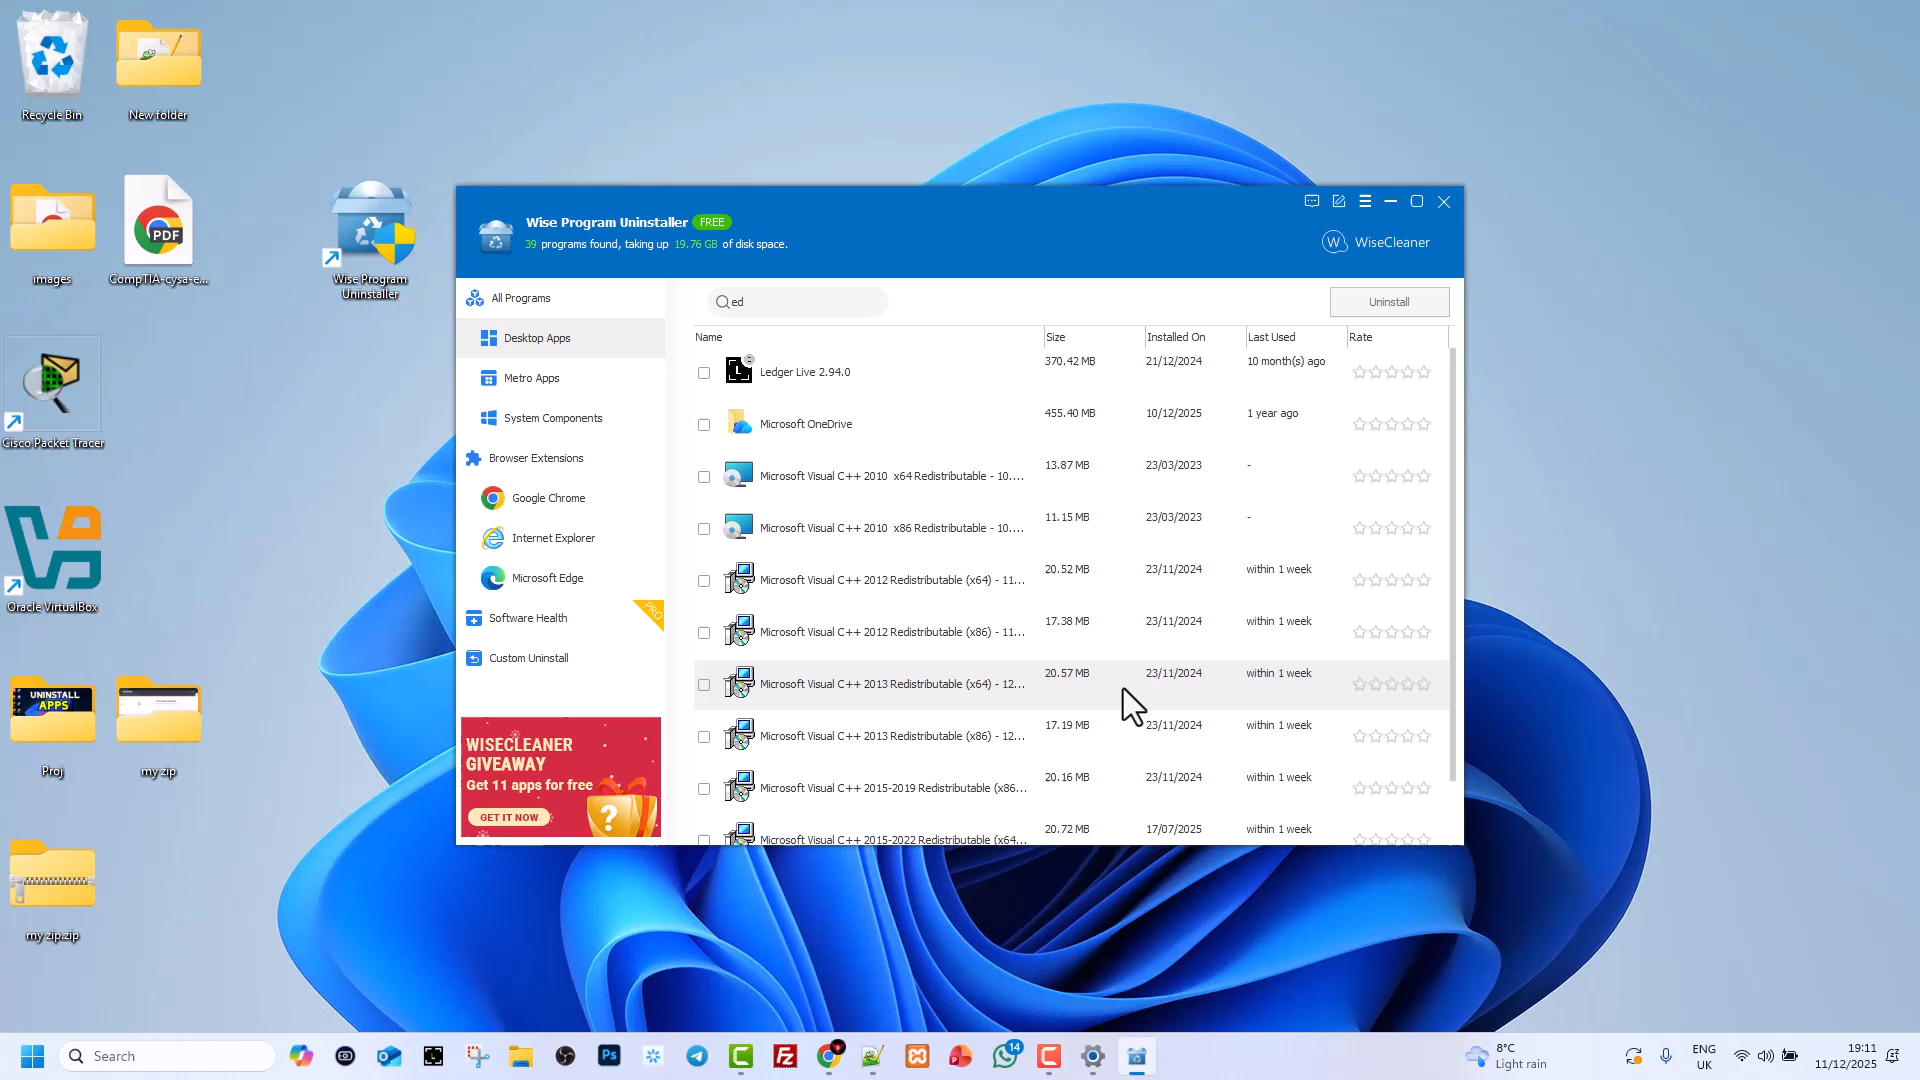 Recycle Bin
New folder
images
CompTIA-cysa-e...
PDF
Wise Program
Uninstaller
Cisco Packet Tracer
Oracle VirtualBox
UNINSTALL
APPS
Proj
my zip
my zip.zip
Wise Program Uninstaller FREE
39 programs found, taking up 19.76 GB of disk space.
W WiseCleaner
All Programs
Desktop Apps
Metro Apps
System Components
Browser Extensions
Google Chrome
Internet Explorer
Microsoft Edge
Software Health
PRO
Custom Uninstall
WISECLEANER
GIVEAWAY
Get 11 apps for free
GET IT NOW
?
ed
Uninstall
Name Size Installed On Last Used Rate
Ledger Live 2.94.0 370.42 MB 21/12/2024 10 month(s) ago
Microsoft OneDrive 455.40 MB 10/12/2025 1 year ago
Microsoft Visual C++ 2010 x64 Redistributable - 10.... 13.87 MB 23/03/2023 -
Microsoft Visual C++ 2010 x86 Redistributable - 10.... 11.15 MB 23/03/2023 -
Microsoft Visual C++ 2012 Redistributable (x64) - 11... 20.52 MB 23/11/2024 within 1 week
Microsoft Visual C++ 2012 Redistributable (x86) - 11... 17.38 MB 23/11/2024 within 1 week
Microsoft Visual C++ 2013 Redistributable (x64) - 12... 20.57 MB 23/11/2024 within 1 week
Microsoft Visual C++ 2013 Redistributable (x86) - 12... 17.19 MB 23/11/2024 within 1 week
Microsoft Visual C++ 2015-2019 Redistributable (x86... 20.16 MB 23/11/2024 within 1 week
Microsoft Visual C++ 2015-2022 Redistributable (x64... 20.72 MB 17/07/2025 within 1 week
Search
Ps
14
8°C
Light rain
ENG
UK
19:11
11/12/2025